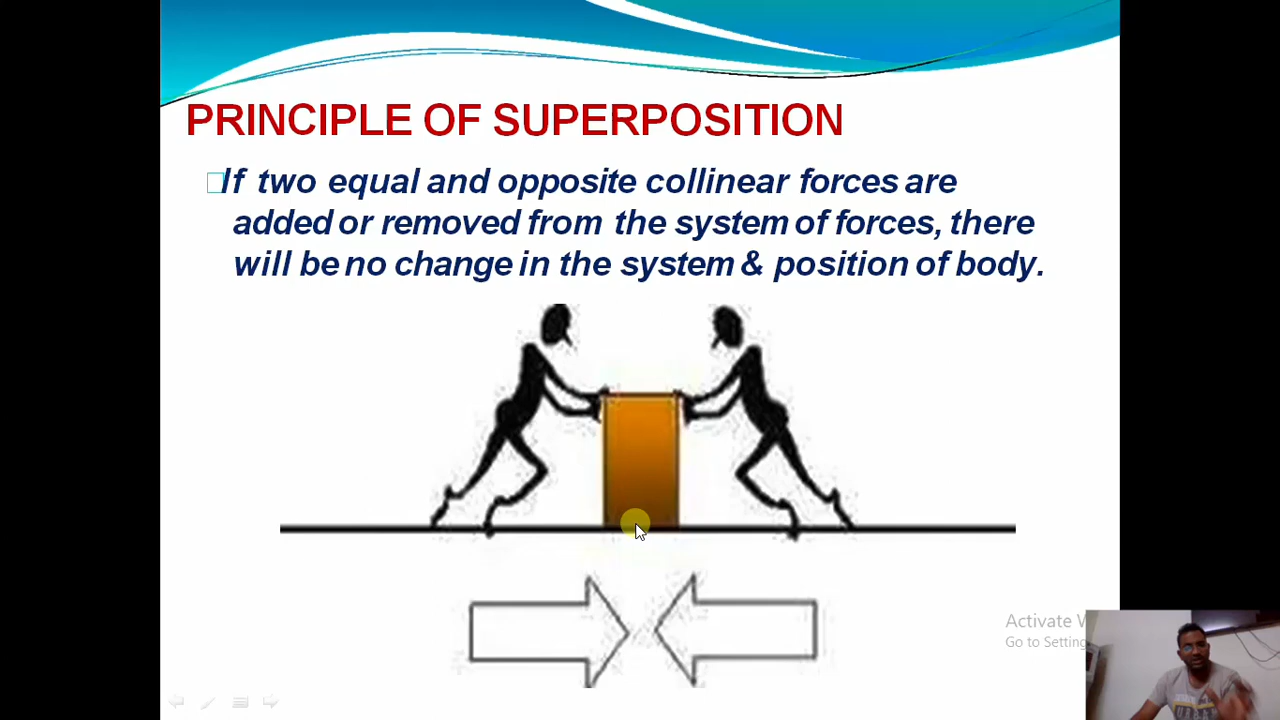 PRINCIPLE OF SUPERPOSITION
If two equal and opposite collinear forces are
added or removed from the system of forces, there
will be no change in the system & position of body.
Activate
Go to Setting